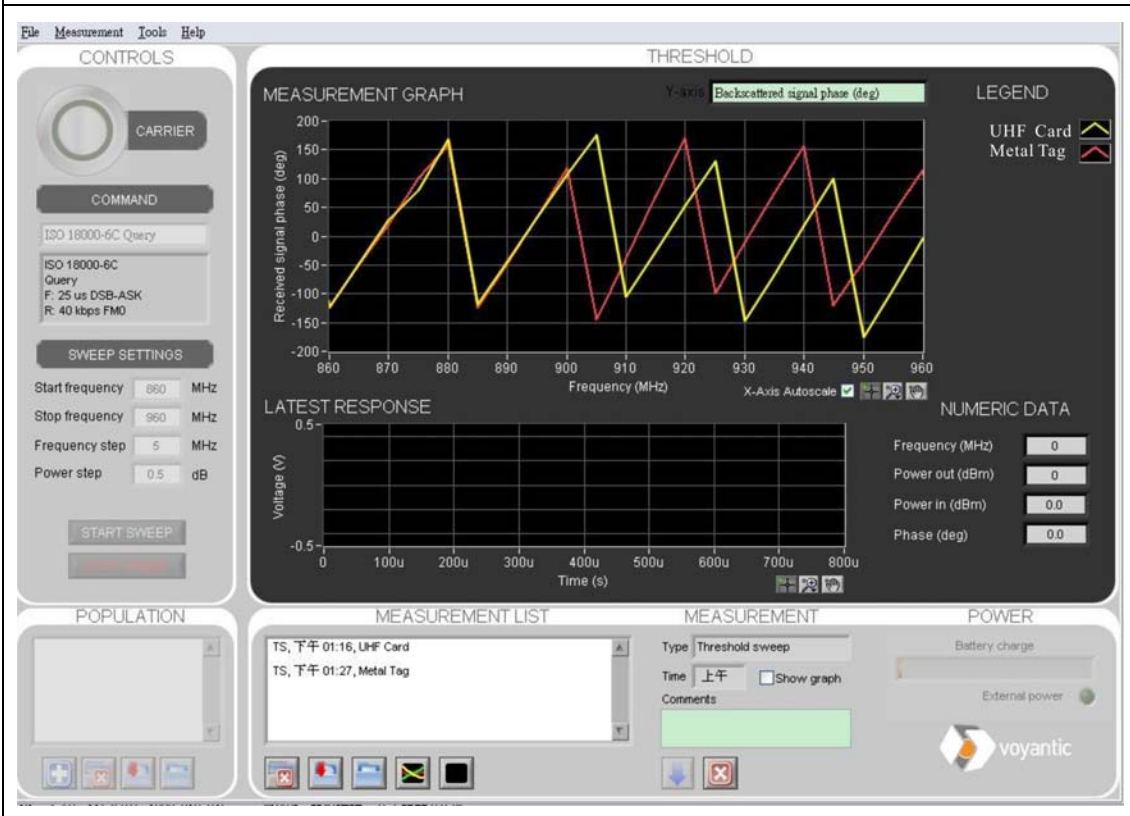 File Measurement Tools Help
CONTROLS
CARRIER
COMMAND
ISO 18000-6C Query
ISO 18000-6C
Query
F: 25 us DSB-ASK
R: 40 kbps FM0
SWEEP SETTINGS
Start frequency 860 MHz
Stop frequency 960 MHz
Frequency step 5 MHz
Power step 0.5 dB
START SWEEP
THRESHOLD
MEASUREMENT GRAPH
Y-axis Backscattered signal phase (deg)
LEGEND
UHF Card
Metal Tag
Received signal phase (deg)
200
150
100
50
0
-50
-100
-150
-200
860 870 880 890 900 910 920 930 940 950 960
Frequency (MHz)
X-Axis Autoscale
LATEST RESPONSE
Voltage (V)
0.5
-0.5
0 100u 200u 300u 400u 500u 600u 700u 800u
Time (s)
NUMERIC DATA
Frequency (MHz) 0
Power out (dBm) 0
Power in (dBm) 0.0
Phase (deg) 0.0
POPULATION
MEASUREMENT LIST
TS, 下午 01:16, UHF Card
TS, 下午 01:27, Metal Tag
MEASUREMENT
Type Threshold sweep
Time 上午 Show graph
Comments
POWER
Battery charge
External power
voyantic